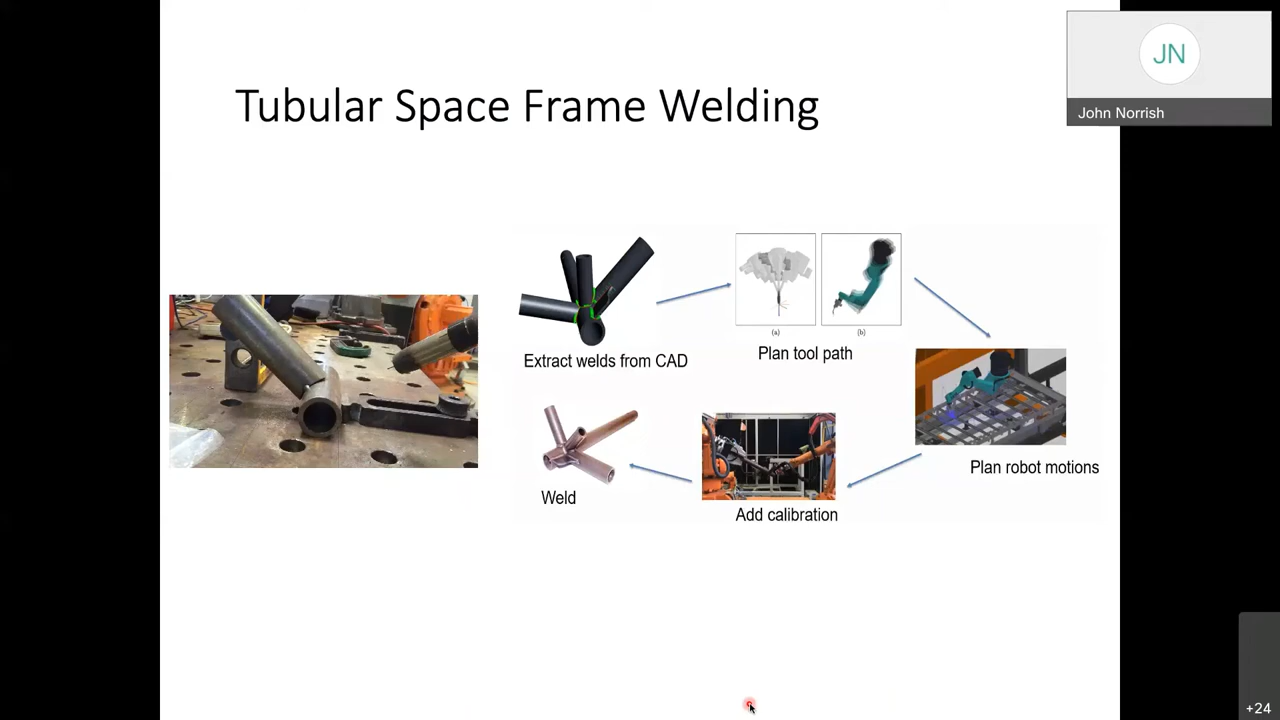 Tubular Space Frame Welding
JN
John Norrish
Extract welds from CAD
(a)
(b)
Plan tool path
Plan robot motions
Add calibration
Weld
+24